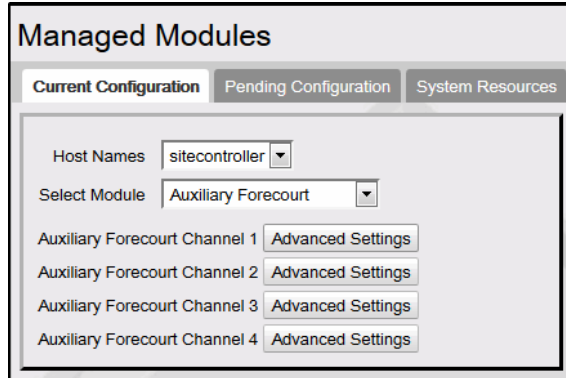 Managed Modules
Current Configuration Pending Configuration System Resources
Host Names sitecontroller
Select Module Auxiliary Forecourt
Auxiliary Forecourt Channel 1 Advanced Settings
Auxiliary Forecourt Channel 2 Advanced Settings
Auxiliary Forecourt Channel 3 Advanced Settings
Auxiliary Forecourt Channel 4 Advanced Settings